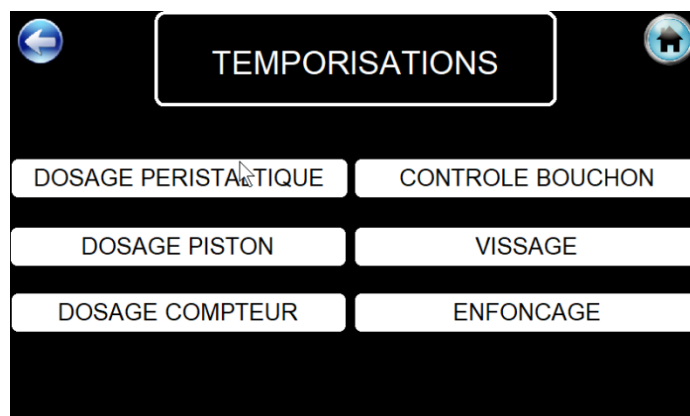 TEMPORISATIONS
DOSAGE PERISTALTIQUE
CONTROLE BOUCHON
DOSAGE PISTON
VISSAGE
DOSAGE COMPTEUR
ENFONCAGE